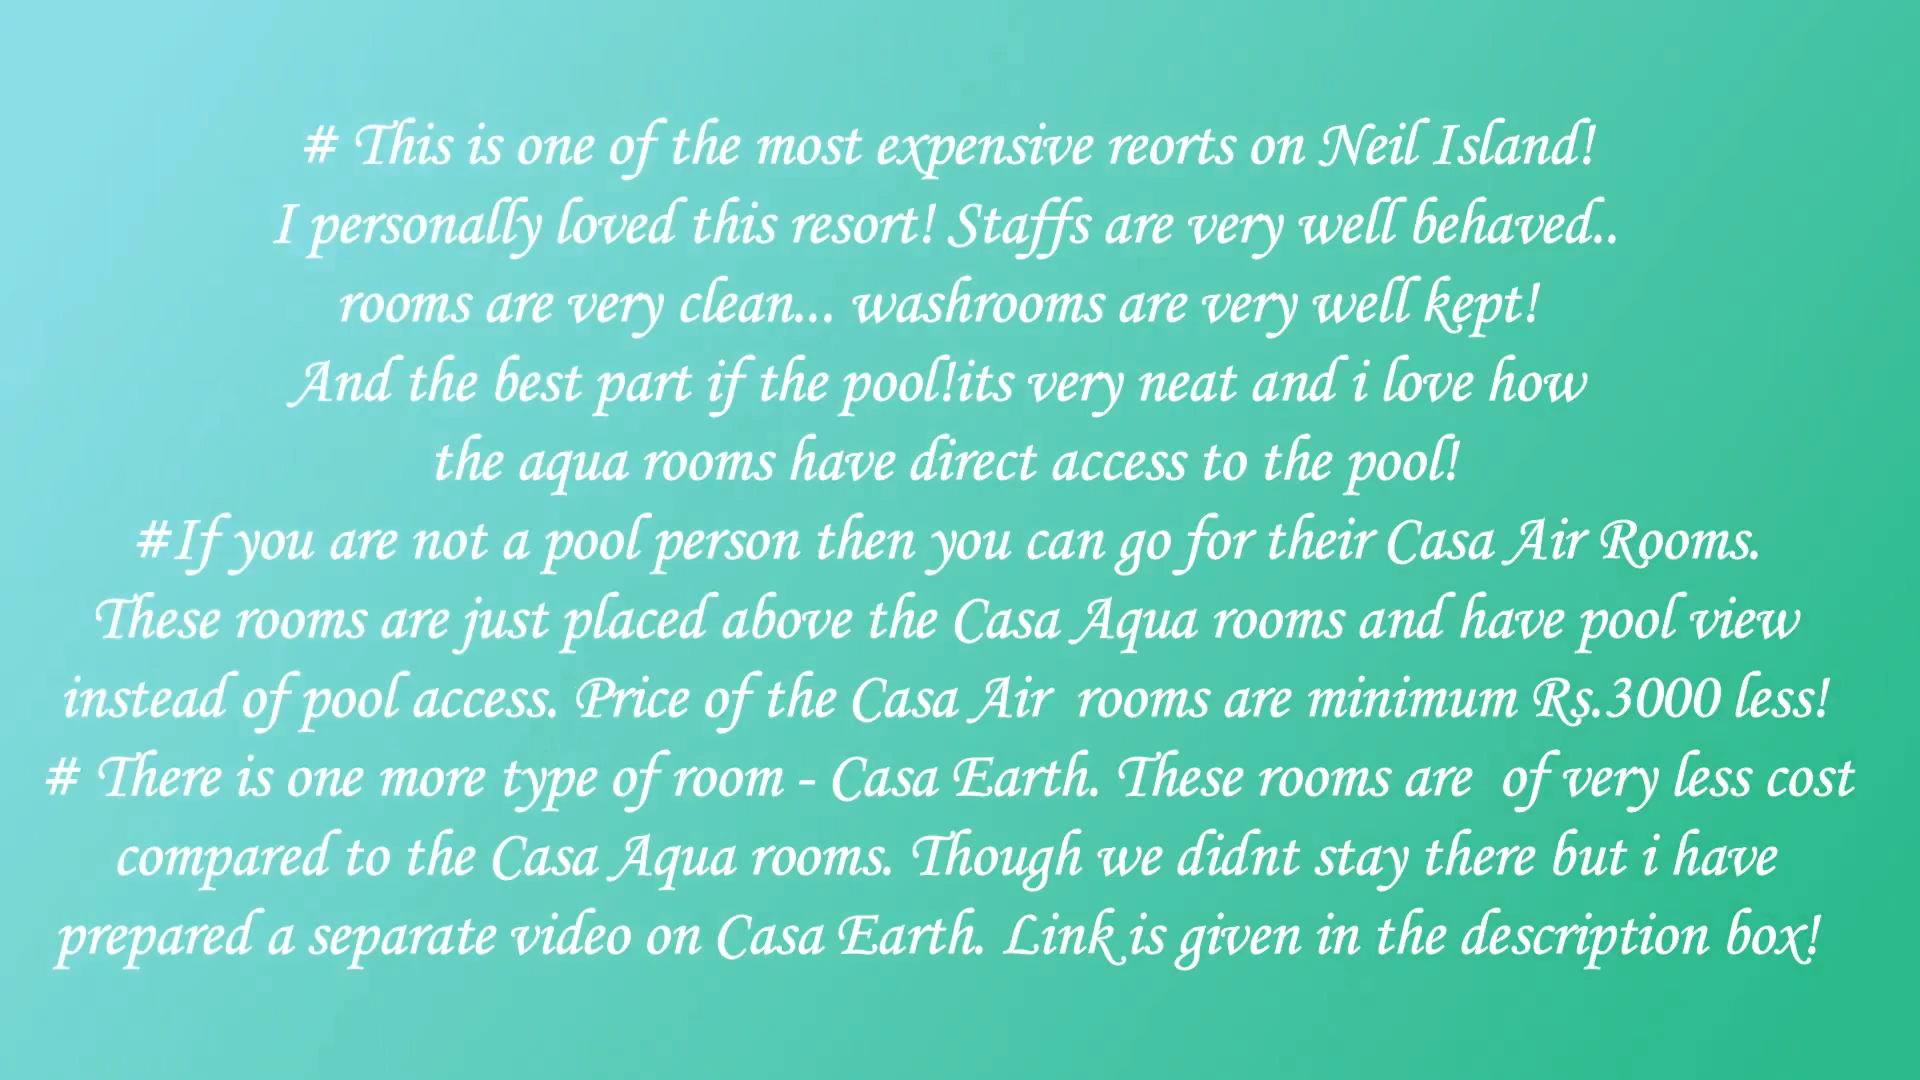 # This is one of the most expensive reorts on Neil Island!
I personally loved this resort! Staffs are very well behaved..
rooms are very clean... washrooms are very well kept!
And the best part if the pool!its very neat and i love how
the aqua rooms have direct access to the pool!
#If you are not a pool person then you can go for their Casa Air Rooms.
These rooms are just placed above the Casa Aqua rooms and have pool view
instead of pool access. Price of the Casa Air  rooms are minimum Rs.3000 less!
# There is one more type of room - Casa Earth. These rooms are  of very less cost
compared to the Casa Aqua rooms. Though we didnt stay there but i have
prepared a separate video on Casa Earth. Link is given in the description box!